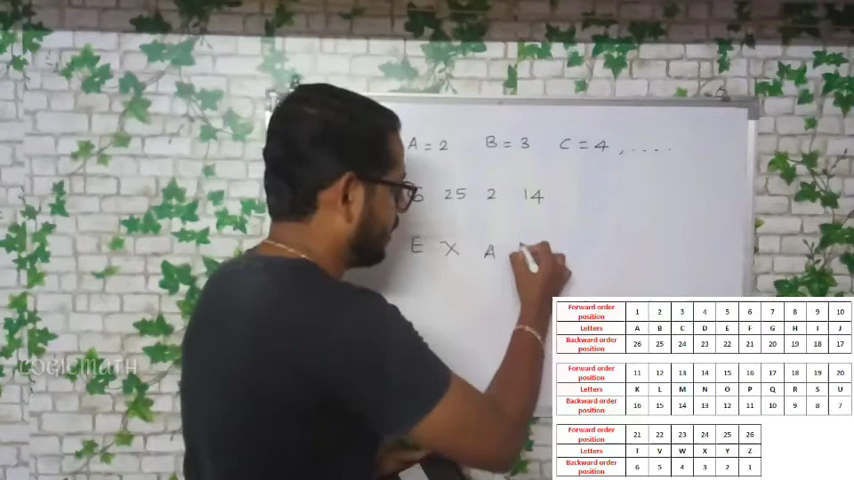 A = 2 B = 3 C = 4 , .....
6 25 2 14
E X A
LOGICMATH
Forward order position 1 2 3 4 5 6 7 8 9 10
Letters A B C D E F G H I J
Backward order position 26 25 24 23 22 21 20 19 18 17
Forward order position 11 12 13 14 15 16 17 18 19 20
Letters K L M N O P Q R S U
Backward order position 16 15 14 13 12 11 10 9 8 7
Forward order position 21 22 23 24 25 26
Letters T V W X Y Z
Backward order position 6 5 4 3 2 1